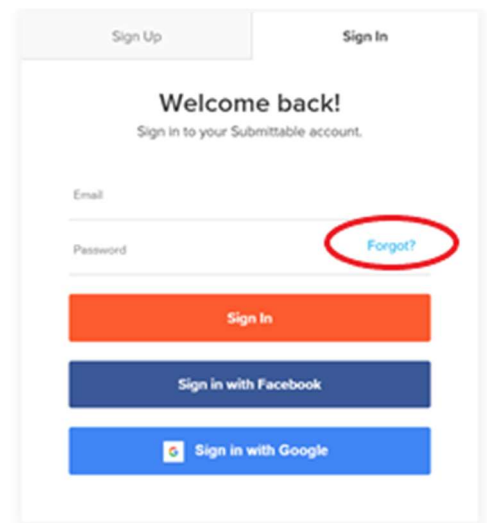 Sign Up
Sign In
Welcome back!
Sign in to your Submittable account.
Email
Password
Forgot?
Sign In
Sign in with Facebook
G Sign in with Google